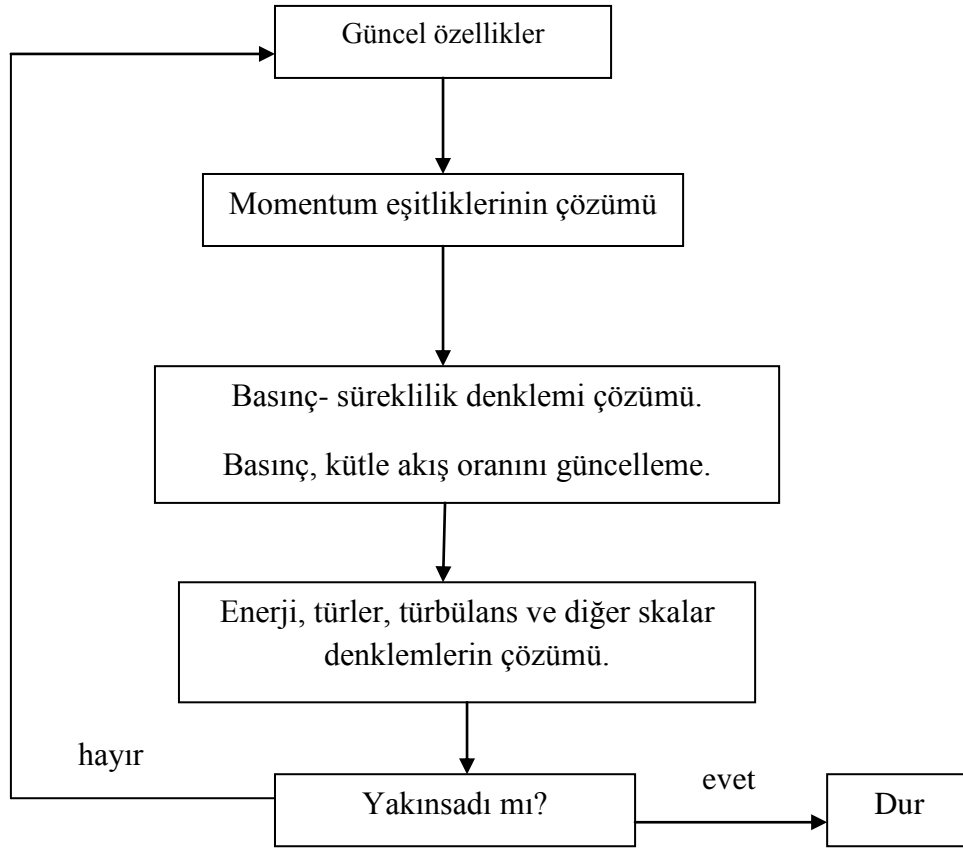 Güncel özellikler
Momentum eşitliklerinin çözümü
Basınç- süreklilik denklemi çözümü.
Basınç, kütle akış oranını güncelleme.
Enerji, türler, türbülans ve diğer skalar
denklemlerin çözümü.
hayır
Yakınsadı mı?
evet
Dur